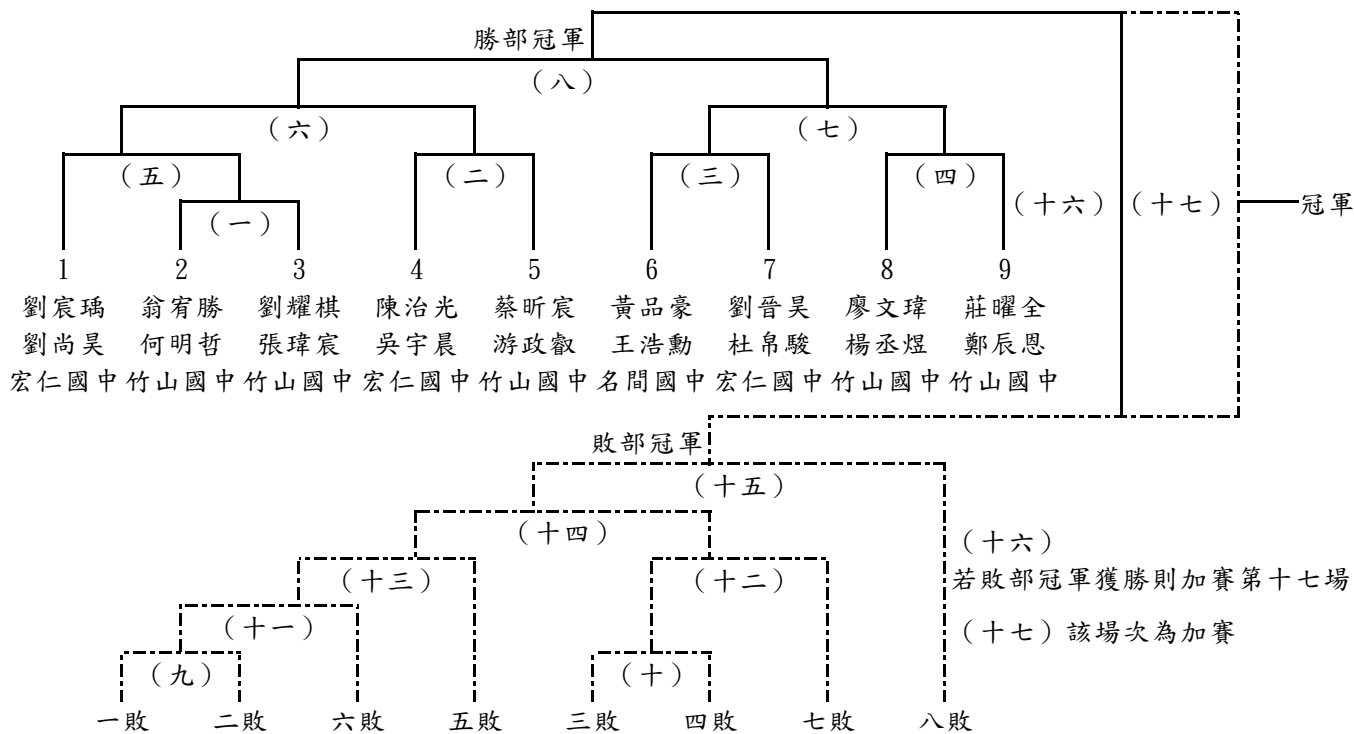 勝部冠軍
（八）
（六）
（七）
（五）
（二）
（三）
（四）
（一）
（十六）
（十七）
冠軍
1 2 3 4 5 6 7 8 9
劉宸瑀 翁宥勝 劉耀棋 陳治光 蔡昕宸 黃品豪 劉晉昊 廖文瑋 莊曜全
劉尚昊 何明哲 張瑋宸 吳宇晨 游政叡 王浩勳 杜帛駿 楊丞煜 鄭辰恩
宏仁國中 竹山國中 竹山國中 宏仁國中 竹山國中 名間國中 宏仁國中 竹山國中 竹山國中
敗部冠軍
（十五）
（十四）
（十六）
（十三）
（十二）
若敗部冠軍獲勝則加賽第十七場
（十一）
（十七）該場次為加賽
（九）
（十）
一敗 二敗 六敗 五敗 三敗 四敗 七敗 八敗